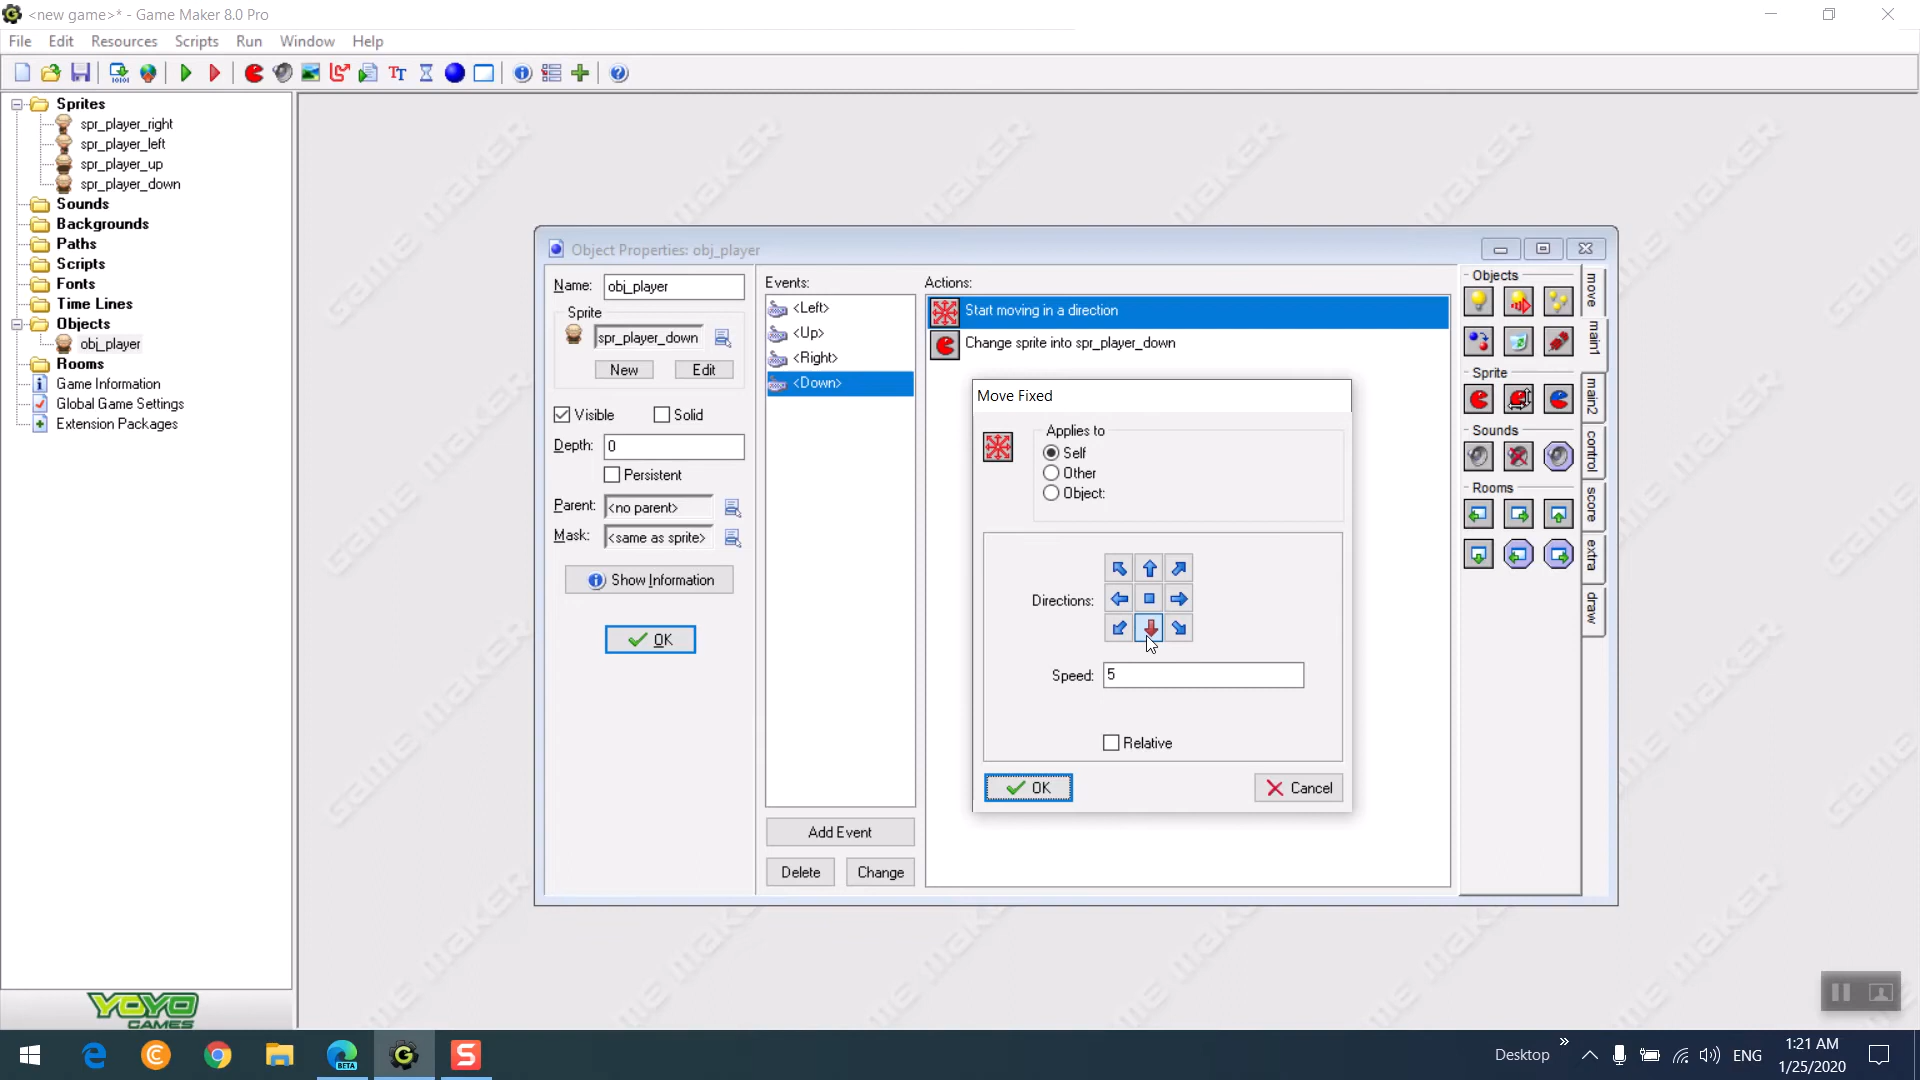 <new game>* - Game Maker 8.0 Pro
File Edit Resources Scripts Run Window Help
Sprites
spr_player_right
spr_player_left
spr_player_up
spr_player_down
Sounds
Backgrounds
Paths
Scripts
Fonts
Time Lines
Objects
obj_player
Rooms
Game Information
Global Game Settings
Extension Packages
YOYO
GAMES
Object Properties: obj_player
Name: obj_player
Sprite
spr_player_down
New Edit
Visible Solid
Depth: 0
Persistent
Parent: <no parent>
Mask: <same as sprite>
Show Information
OK
Events:
<Left>
<Up>
<Right>
<Down>
Add Event
Delete Change
Actions:
Start moving in a direction
Change sprite into spr_player_down
Move Fixed
Applies to
Self
Other
Object:
Directions:
Speed: 5
Relative
OK Cancel
Objects
Sprite
Sounds
Rooms
move
main1
main2
control
score
extra
draw
GAME MAKER
BETA
Desktop
ENG
1:21 AM
1/25/2020